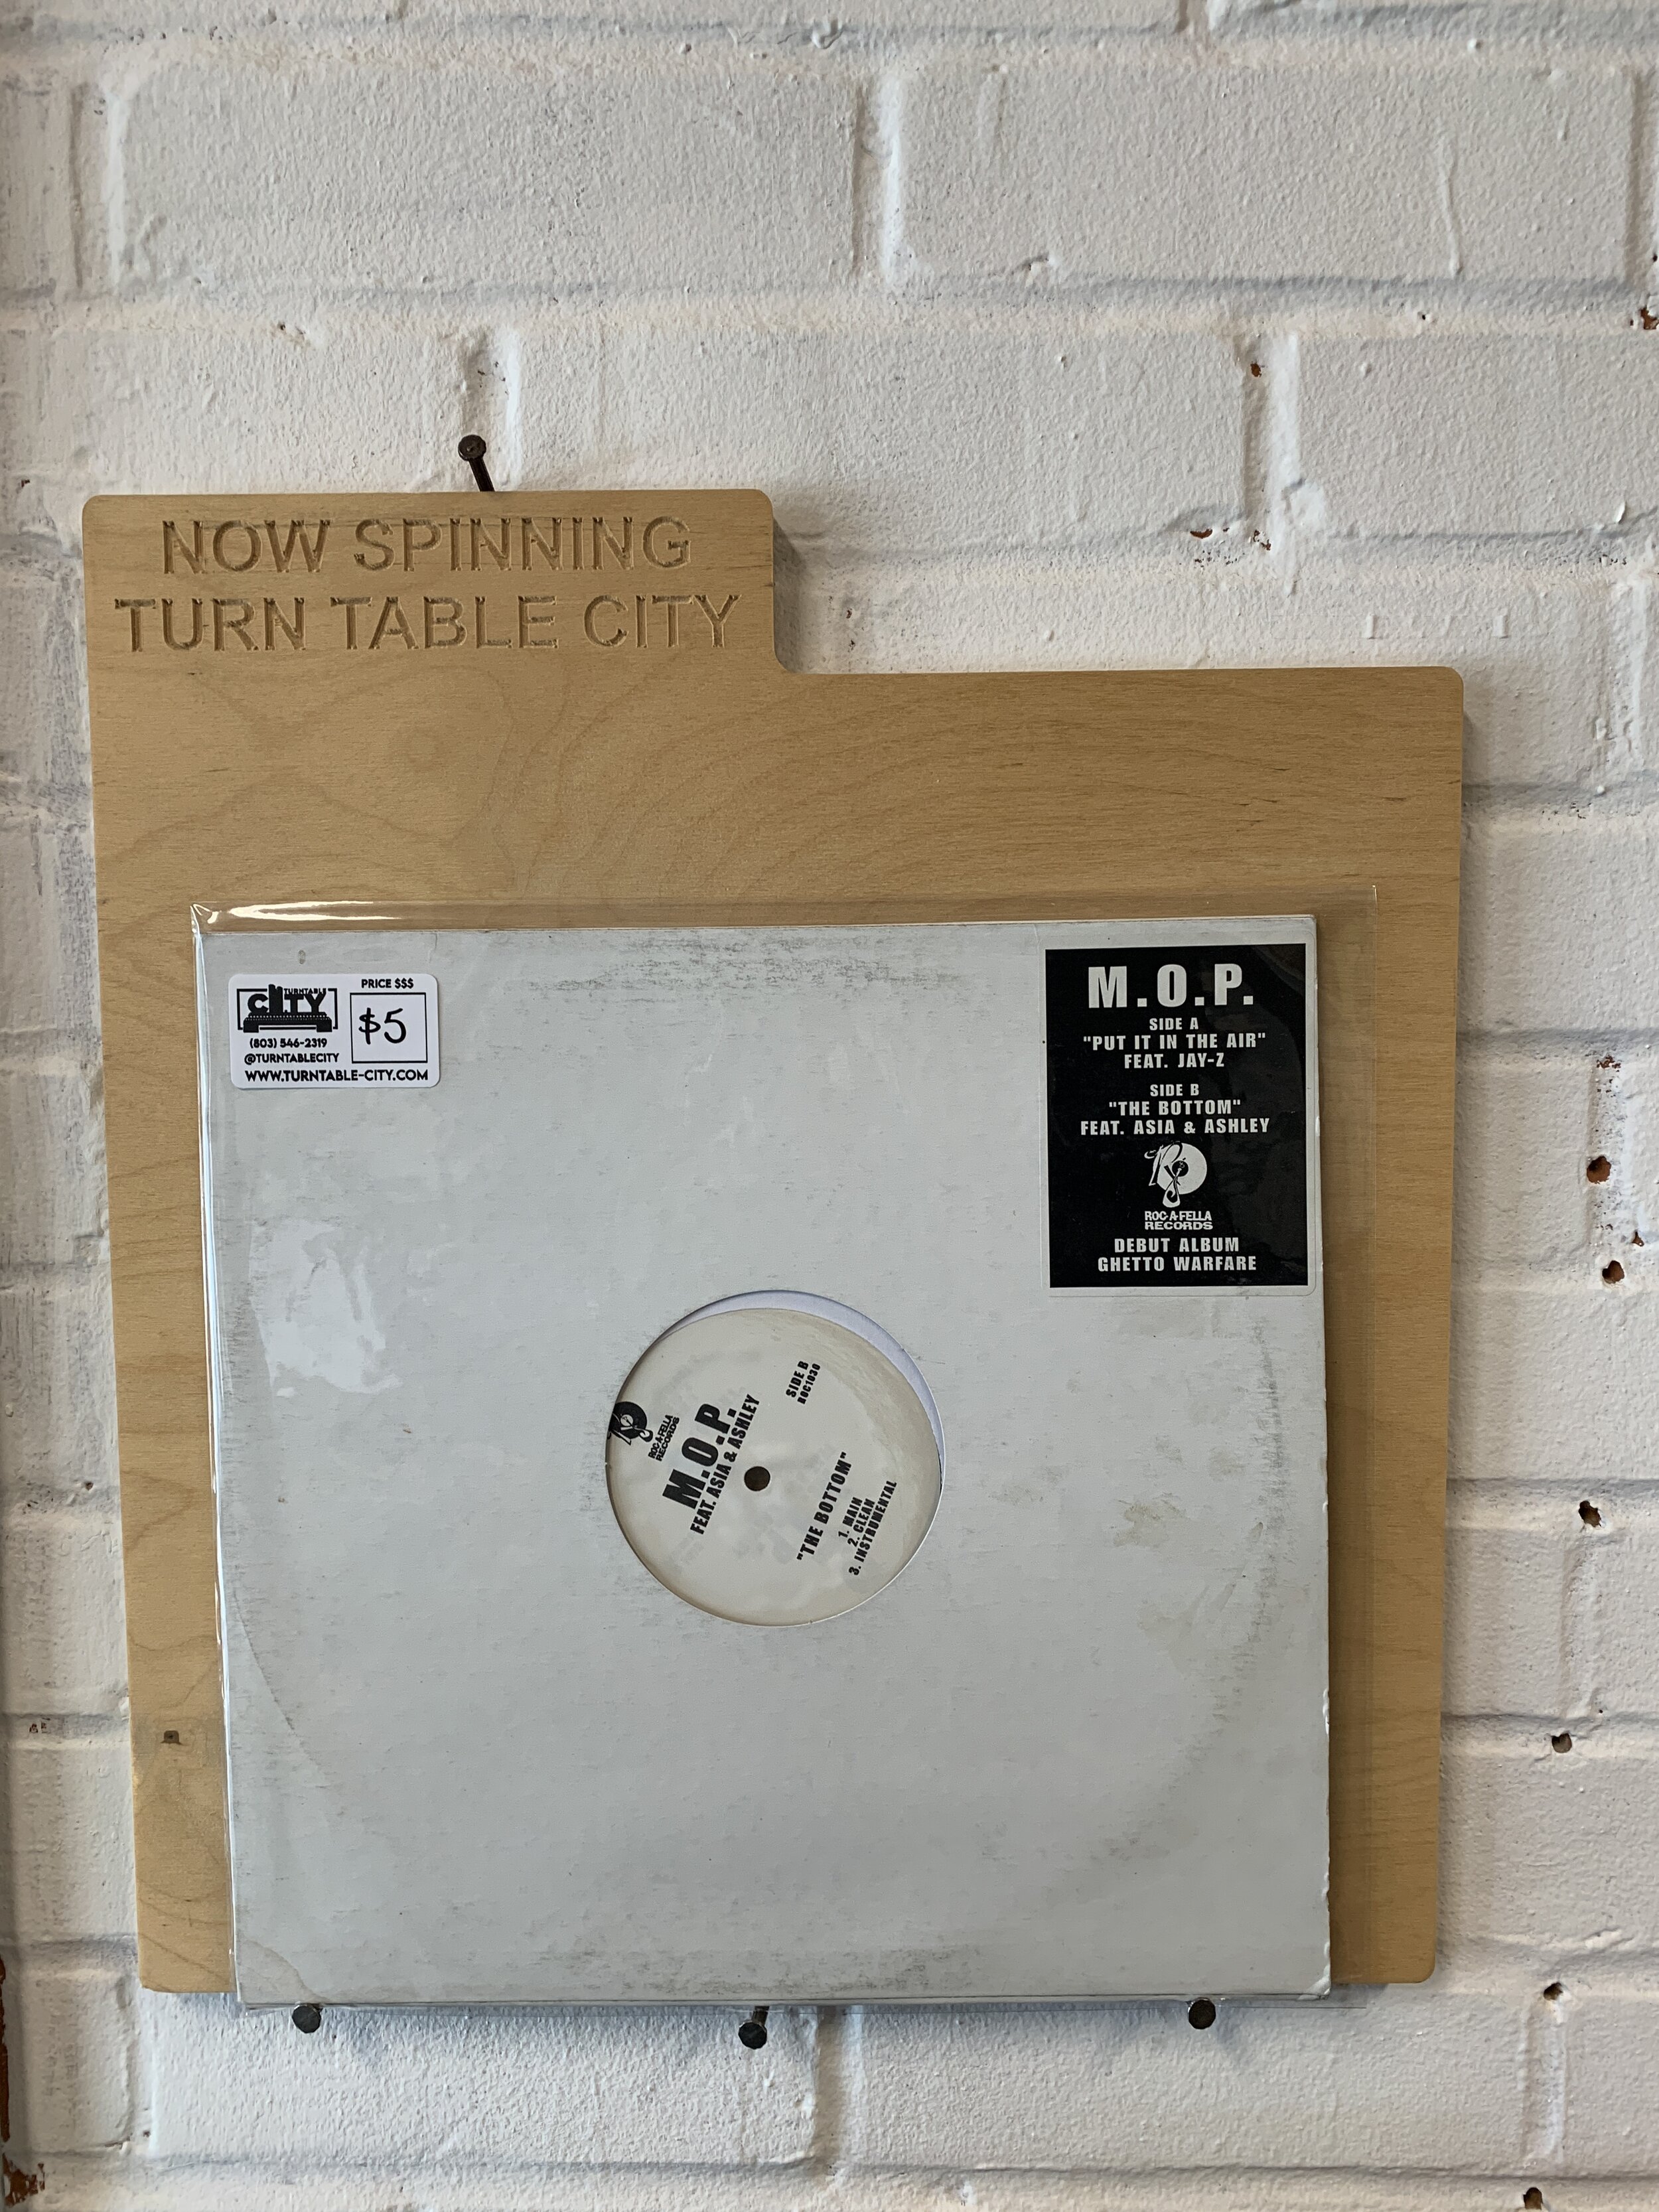 NOW SPINNING
TURN TABLE CITY
TURNTABLE
CITY
PRICE $$$
$5
(803) 546-2319
@TURNTABLECITY
WWW.TURNTABLE-CITY.COM
M.O.P.
SIDE A
"PUT IT IN THE AIR"
FEAT. JAY-Z
SIDE B
"THE BOTTOM"
FEAT. ASIA & ASHLEY
ROC-A-FELLA
RECORDS
DEBUT ALBUM
GHETTO WARFARE
ROC-A-FELLA
RECORDS
M.O.P.
FEAT. ASIA & ASHLEY
SIDE B
ROC1030
"THE BOTTOM"
1. MAIN
2. CLEAN
3. INSTRUMENTAL